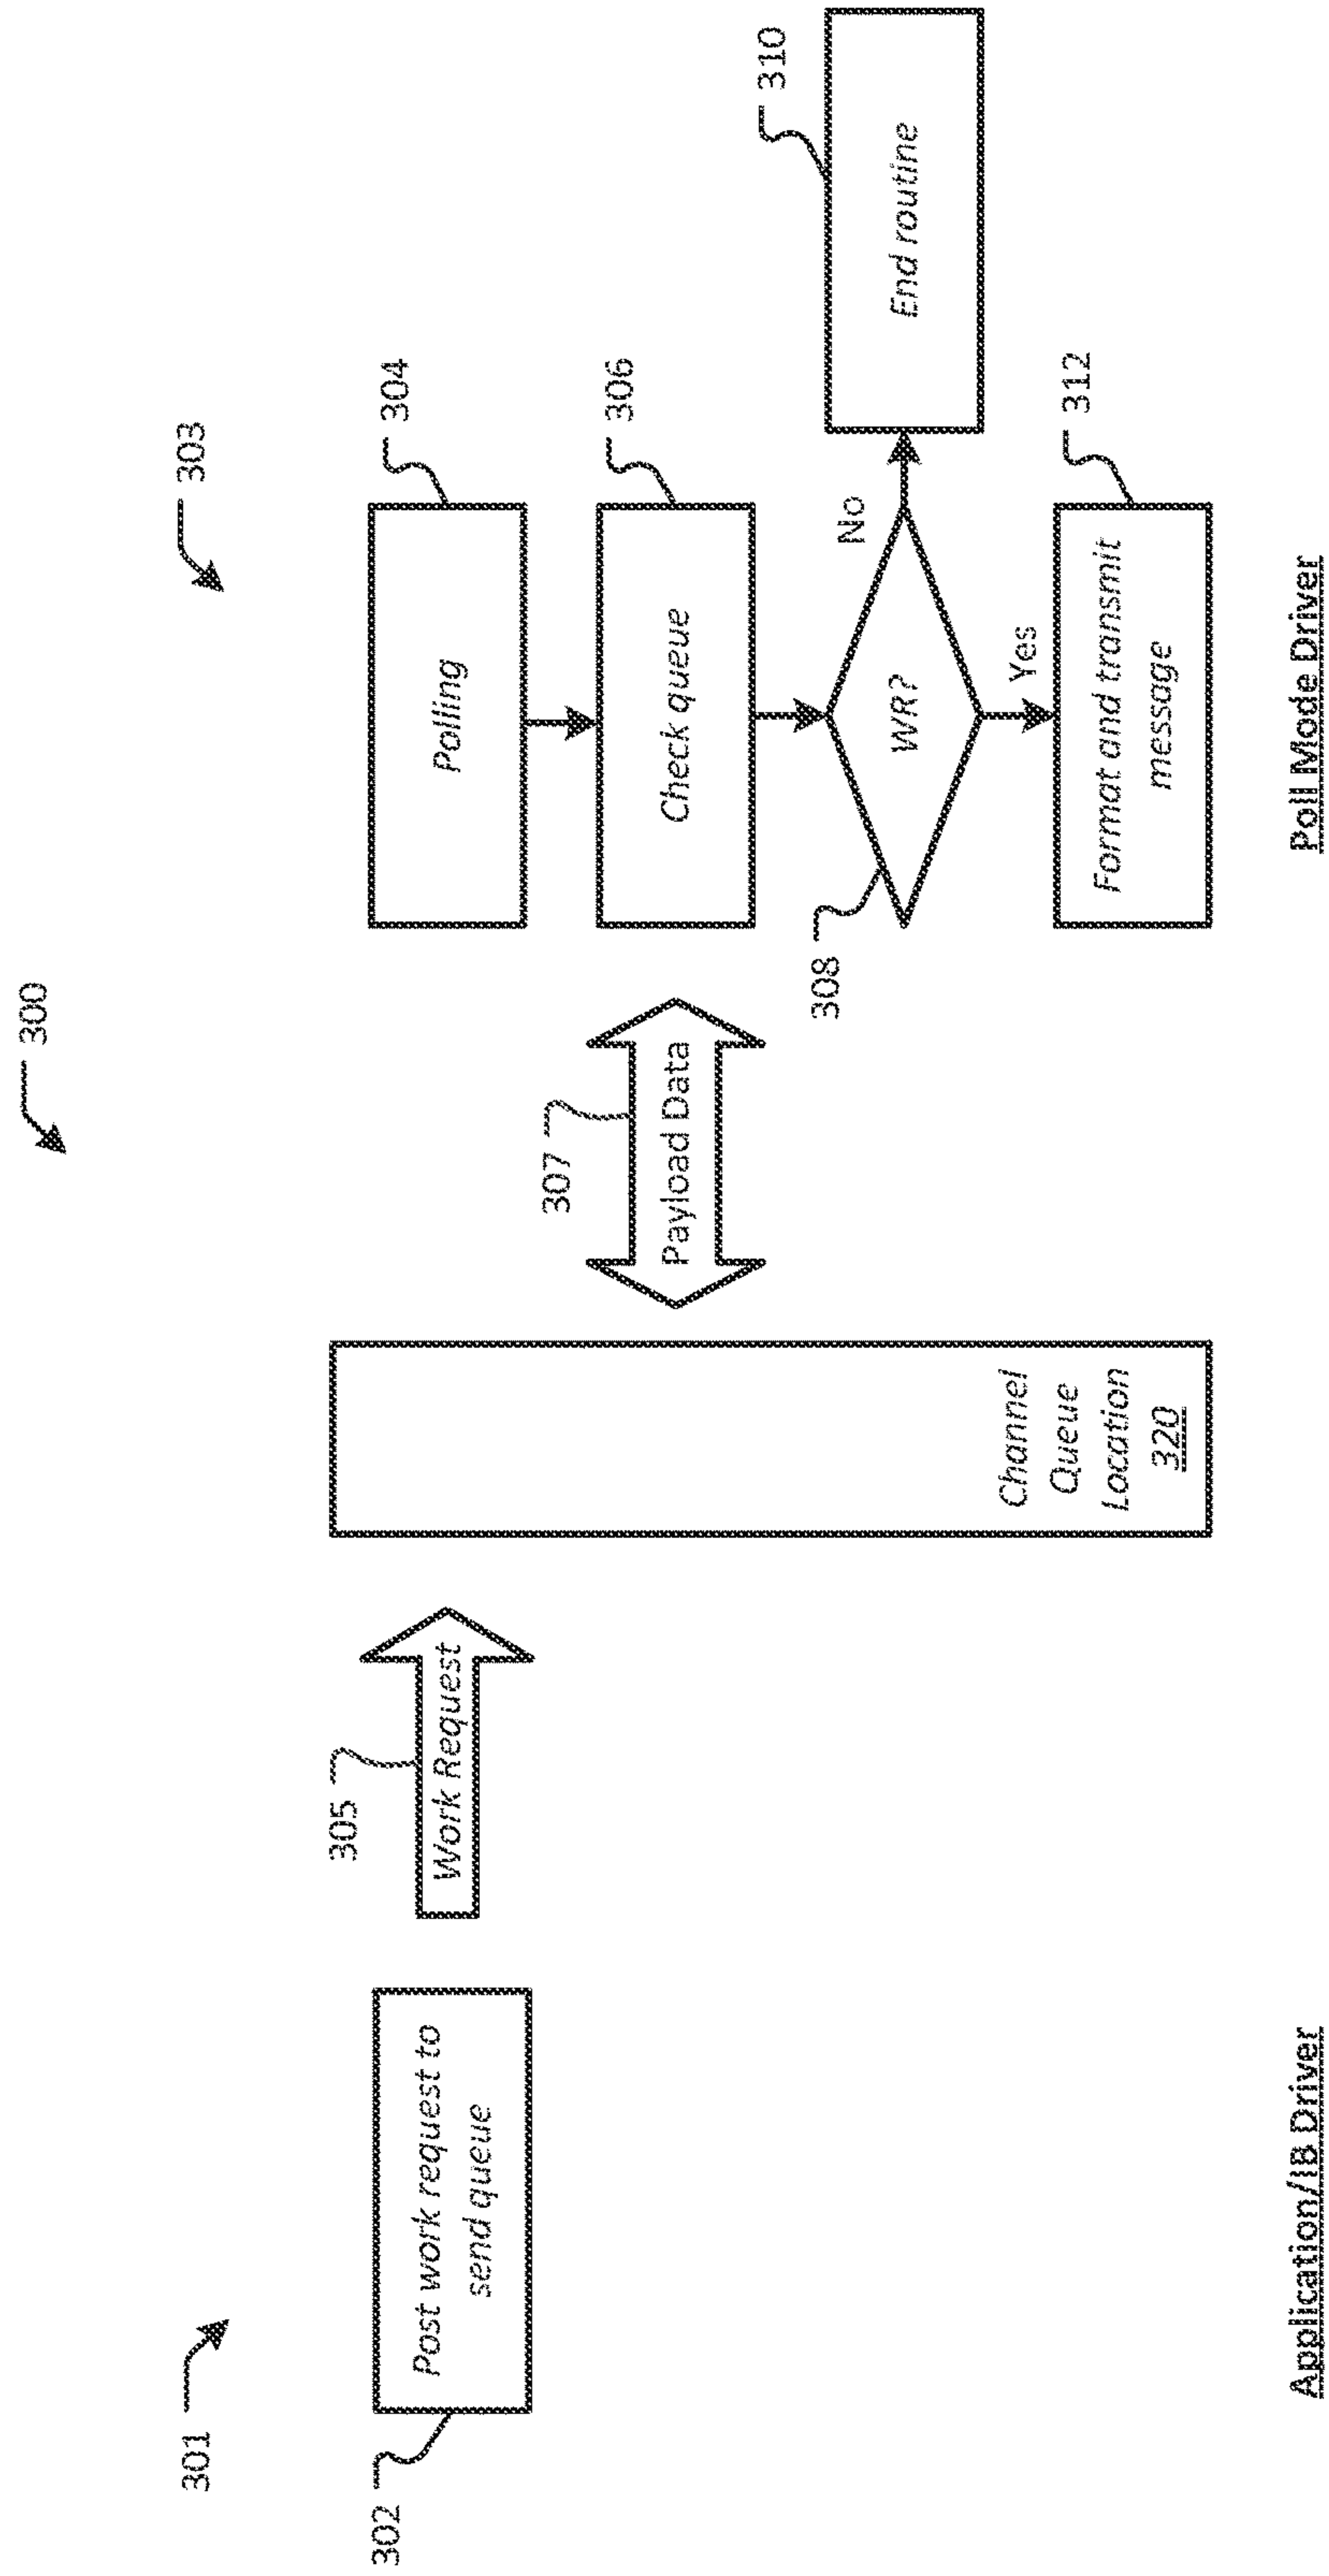 300
301
303
302
Post work request to
send queue
305
Work Request
304
Polling
306
Check queue
307
Payload Data
308
WR?
No
310
End routine
Yes
312
Format and transmit
message
Channel
Queue
Location
320
Application/IB Driver
Poll Mode Driver